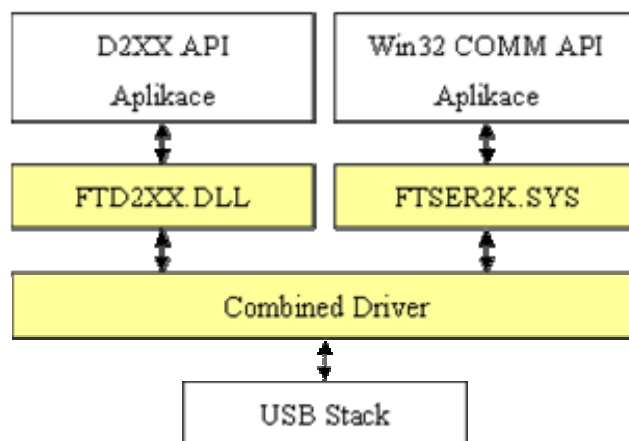 D2XX API
Aplikace
Win32 COMM API
Aplikace
FTD2XX.DLL
FTSER2K.SYS
Combined Driver
USB Stack